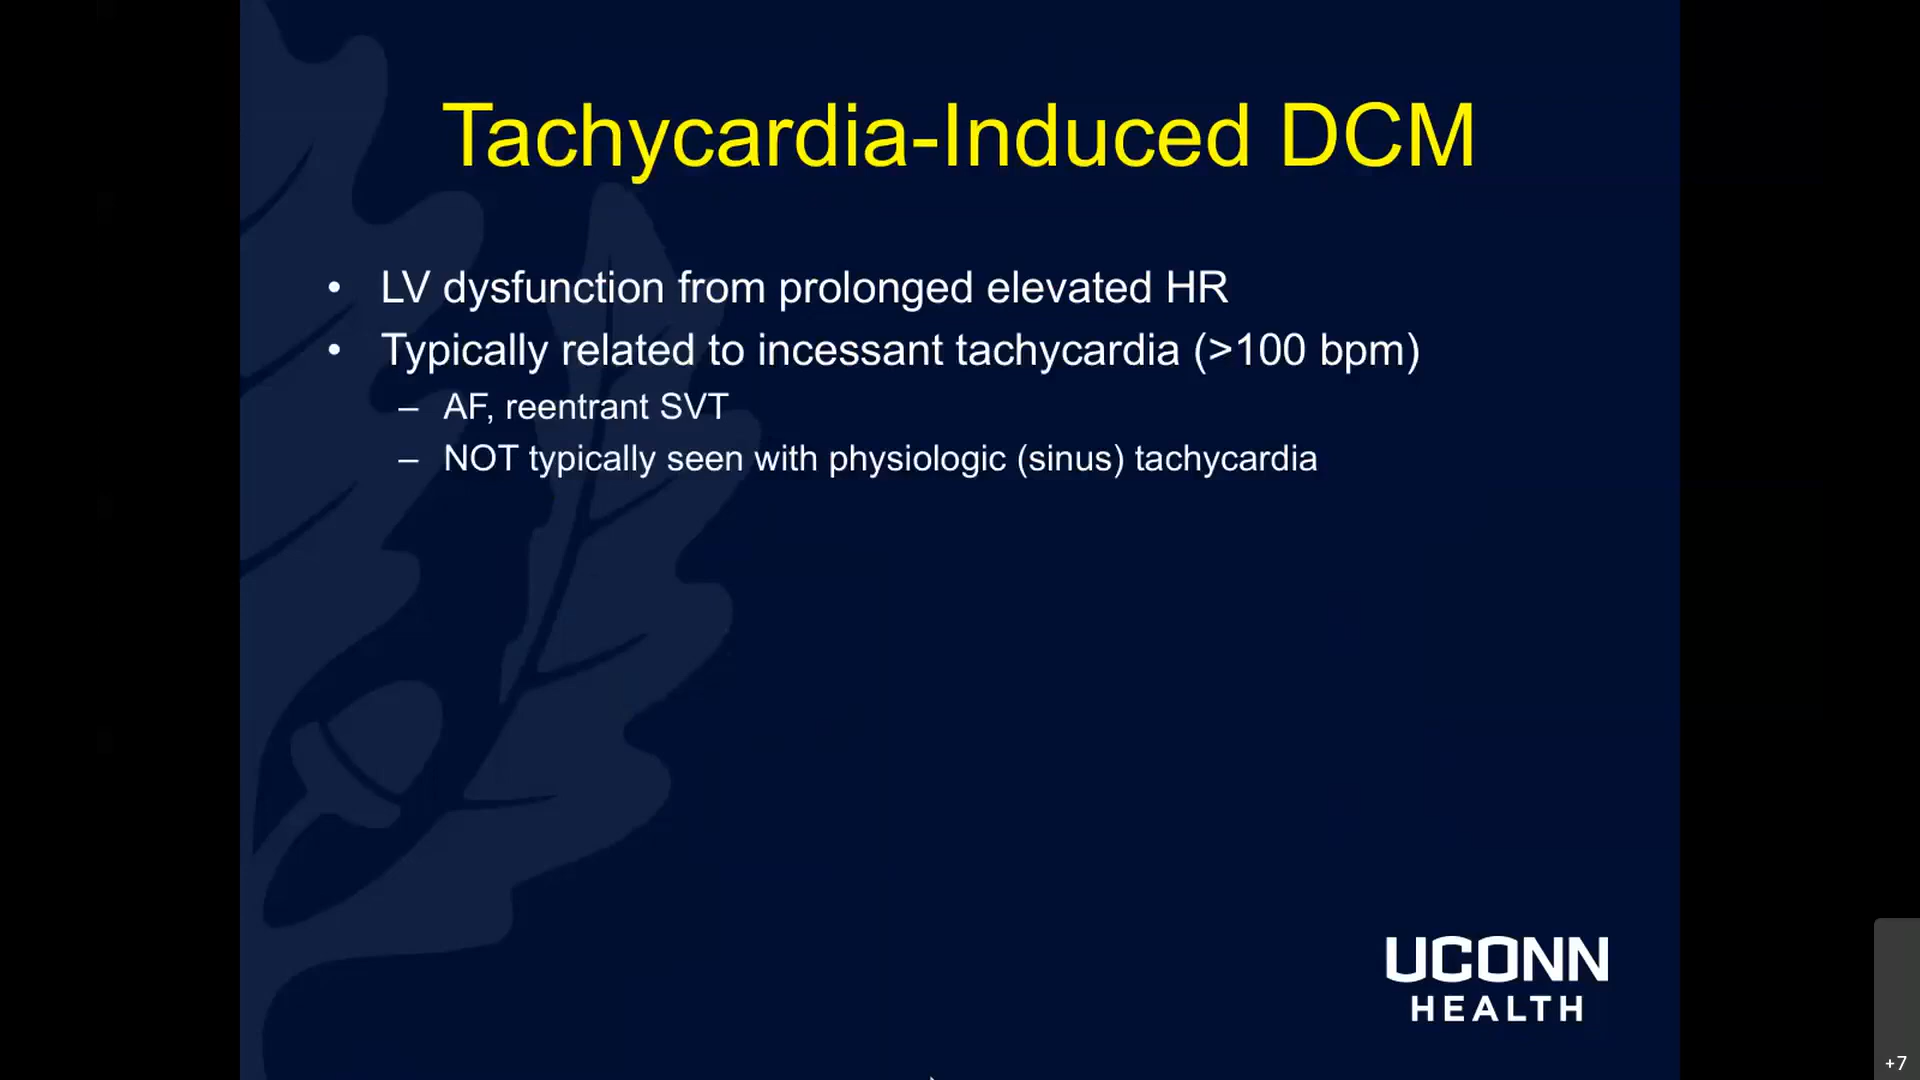 Tachycardia-Induced DCM
• LV dysfunction from prolonged elevated HR
• Typically related to incessant tachycardia (>100 bpm)
– AF, reentrant SVT
– NOT typically seen with physiologic (sinus) tachycardia
UCONN
HEALTH
+7